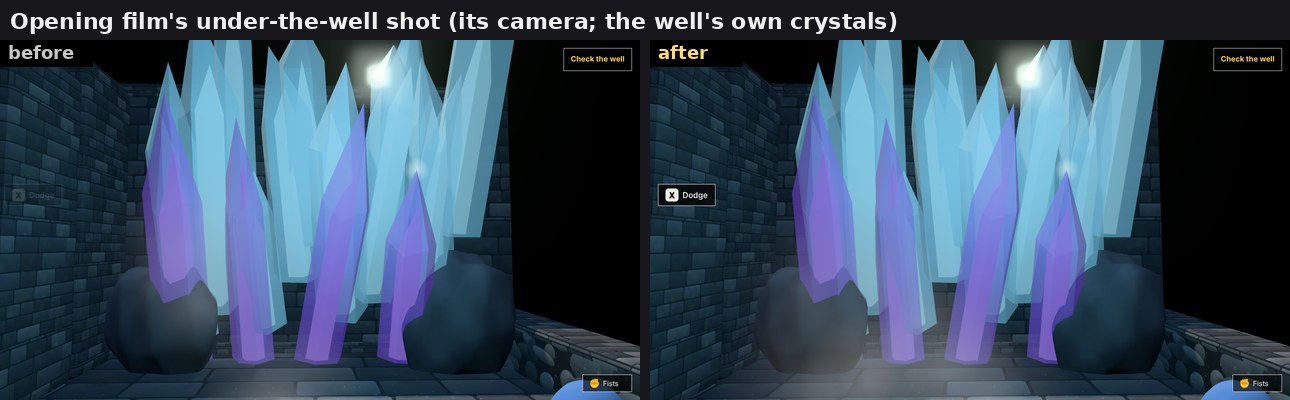 Opening film's under-the-well shot (its camera; the well's own crystals)
before
Check the well
X Dodge
Fists
after
Check the well
X Dodge
Fists